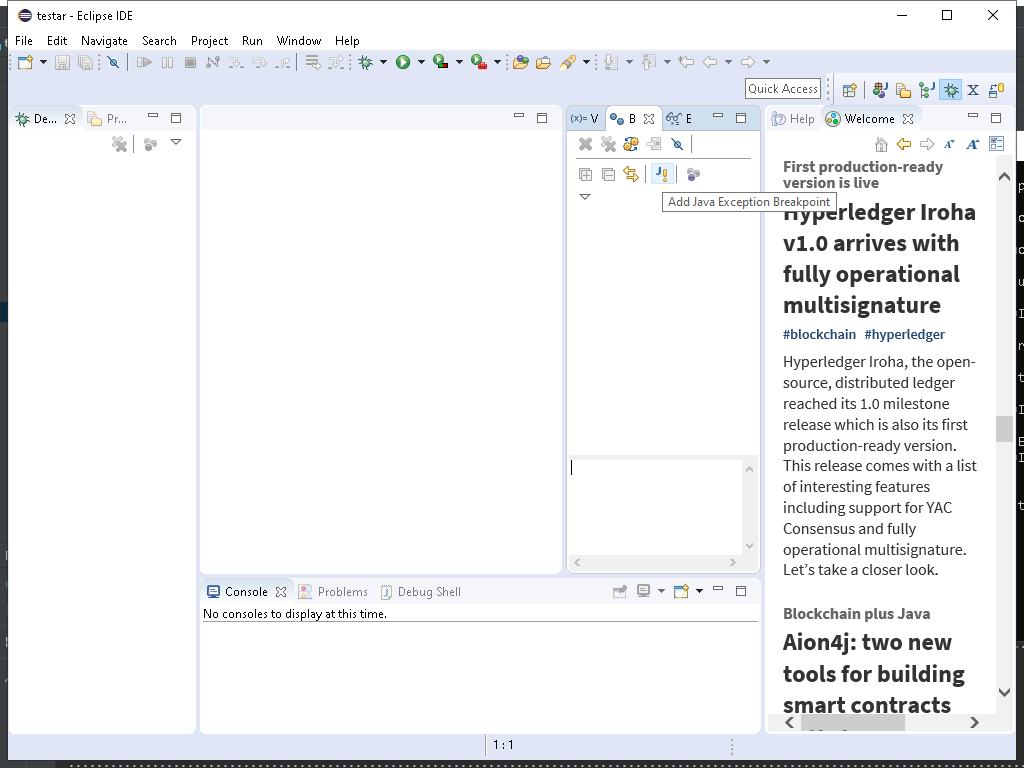 testar - Eclipse IDE
File Edit Navigate Search Project Run Window Help
Quick Access
De...
Pr...
(x)= V
B
E
Help
Welcome
Add Java Exception Breakpoint
First production-ready
version is live
Hyperledger Iroha
v1.0 arrives with
fully operational
multisignature
#blockchain #hyperledger
Hyperledger Iroha, the open-
source, distributed ledger
reached its 1.0 milestone
release which is also its first
production-ready version.
This release comes with a list
of interesting features
including support for YAC
Consensus and fully
operational multisignature.
Let's take a closer look.
Blockchain plus Java
Aion4j: two new
tools for building
smart contracts
Console
Problems
Debug Shell
No consoles to display at this time.
1 : 1